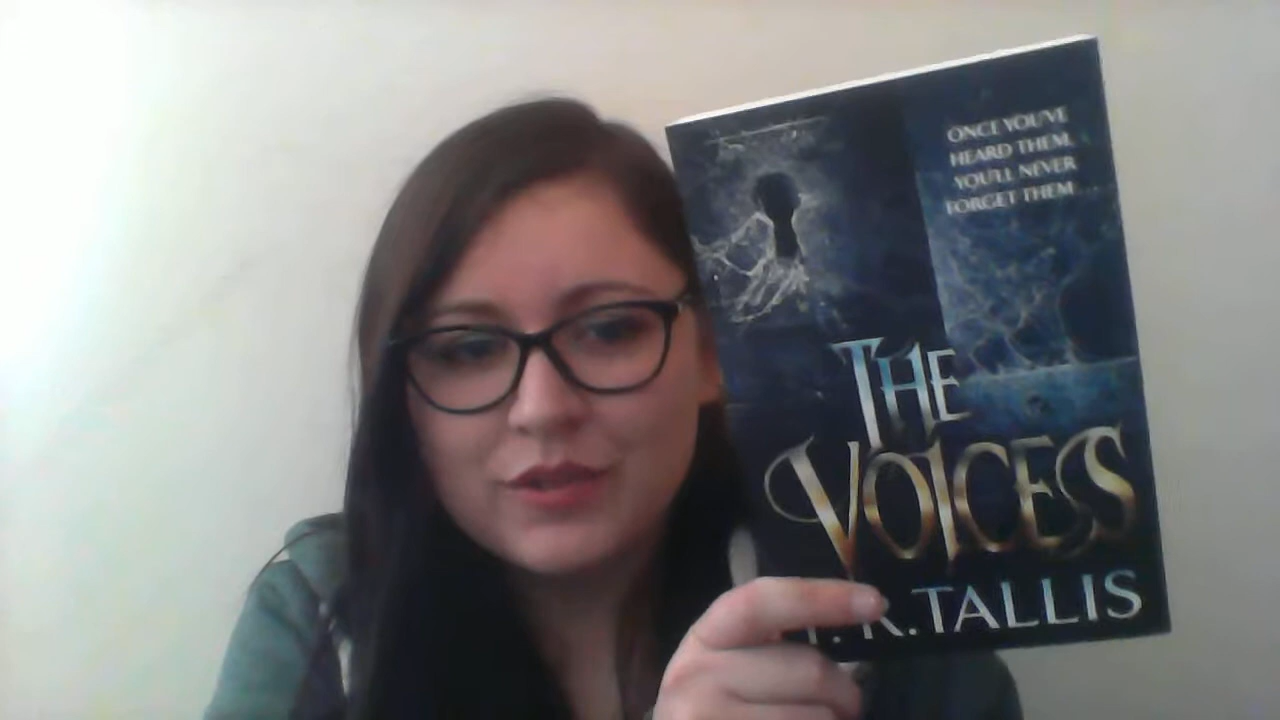 ONCE YOU'VE
HEARD THEM,
YOU'LL NEVER
FORGET THEM
THE
VOICES
F. R. TALLIS